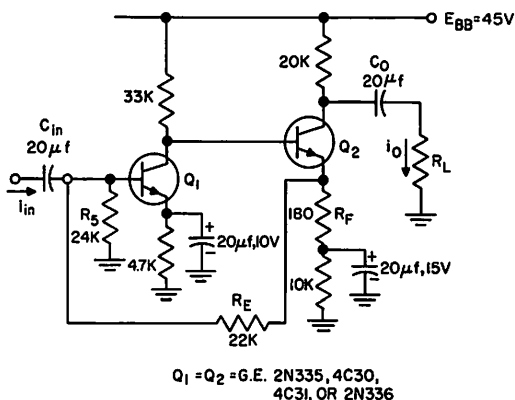 E_BB = 45V
20K
C_O
20μf
33K
C_in
20μf
Q_2
i_o
R_L
Q_1
i_in
R_5
24K
20μf, 10V
180
R_F
4.7K
20μf, 15V
10K
R_E
22K
Q_1 = Q_2 = G.E. 2N335, 4C30,
4C31, OR 2N336